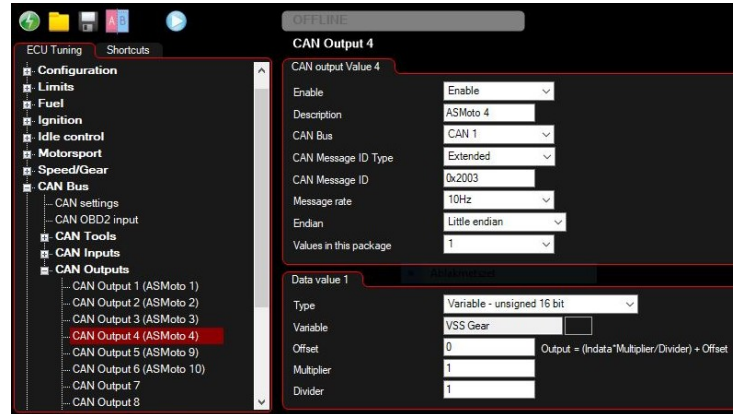 A B
OFFLINE
ECU Tuning
Shortcuts
Configuration
Limits
Fuel
Ignition
Idle control
Motorsport
Speed/Gear
CAN Bus
CAN settings
CAN OBD2 input
CAN Tools
CAN Inputs
CAN Outputs
CAN Output 1 (ASMoto 1)
CAN Output 2 (ASMoto 2)
CAN Output 3 (ASMoto 3)
CAN Output 4 (ASMoto 4)
CAN Output 5 (ASMoto 9)
CAN Output 6 (ASMoto 10)
CAN Output 7
CAN Output 8
CAN Output 4
CAN output Value 4
Enable Enable
Description ASMoto 4
CAN Bus CAN 1
CAN Message ID Type Extended
CAN Message ID 0x2003
Message rate 10Hz
Endian Little endian
Values in this package 1
Data value 1
Type Variable - unsigned 16 bit
Variable VSS Gear
Offset 0 Output = (Indata*Multiplier/Divider) + Offset
Multiplier 1
Divider 1